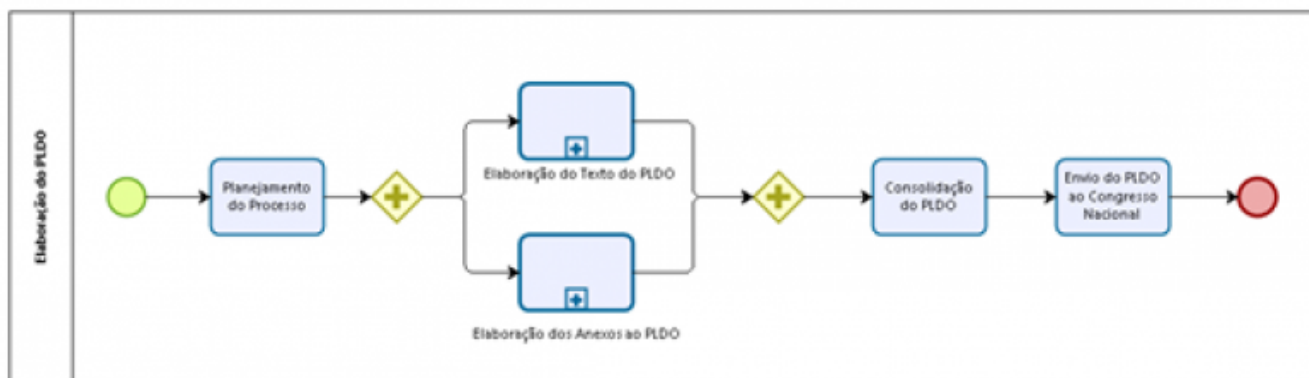 Elaboração do PLDO
Planejamento
do Processo
Elaboração do Texto do PLDO
Elaboração dos Anexos ao PLDO
Consolidação
do PLDO
Envio do PLDO
ao Congresso
Nacional